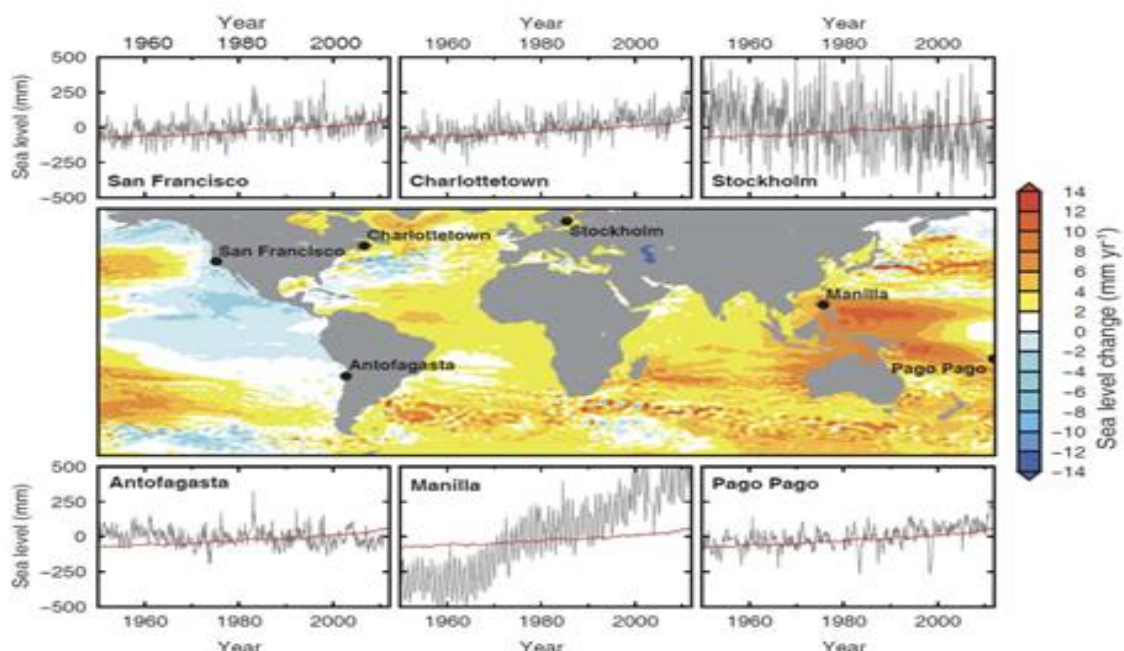 Year
Year
Year
1960 1980 2000
1960 1980 2000
1960 1980 2000
Sea level (mm)
500
250
0
−250
−500
San Francisco
Charlottetown
Stockholm
San Francisco
Charlottetown
Stockholm
Manilla
Antofagasta
Pago Pago
14
12
10
8
6
4
2
0
−2
−4
−6
−8
−10
−12
−14
Sea level change (mm yr⁻¹)
Sea level (mm)
500
250
0
−250
−500
Antofagasta
Manilla
Pago Pago
1960 1980 2000
1960 1980 2000
1960 1980 2000
Year
Year
Year